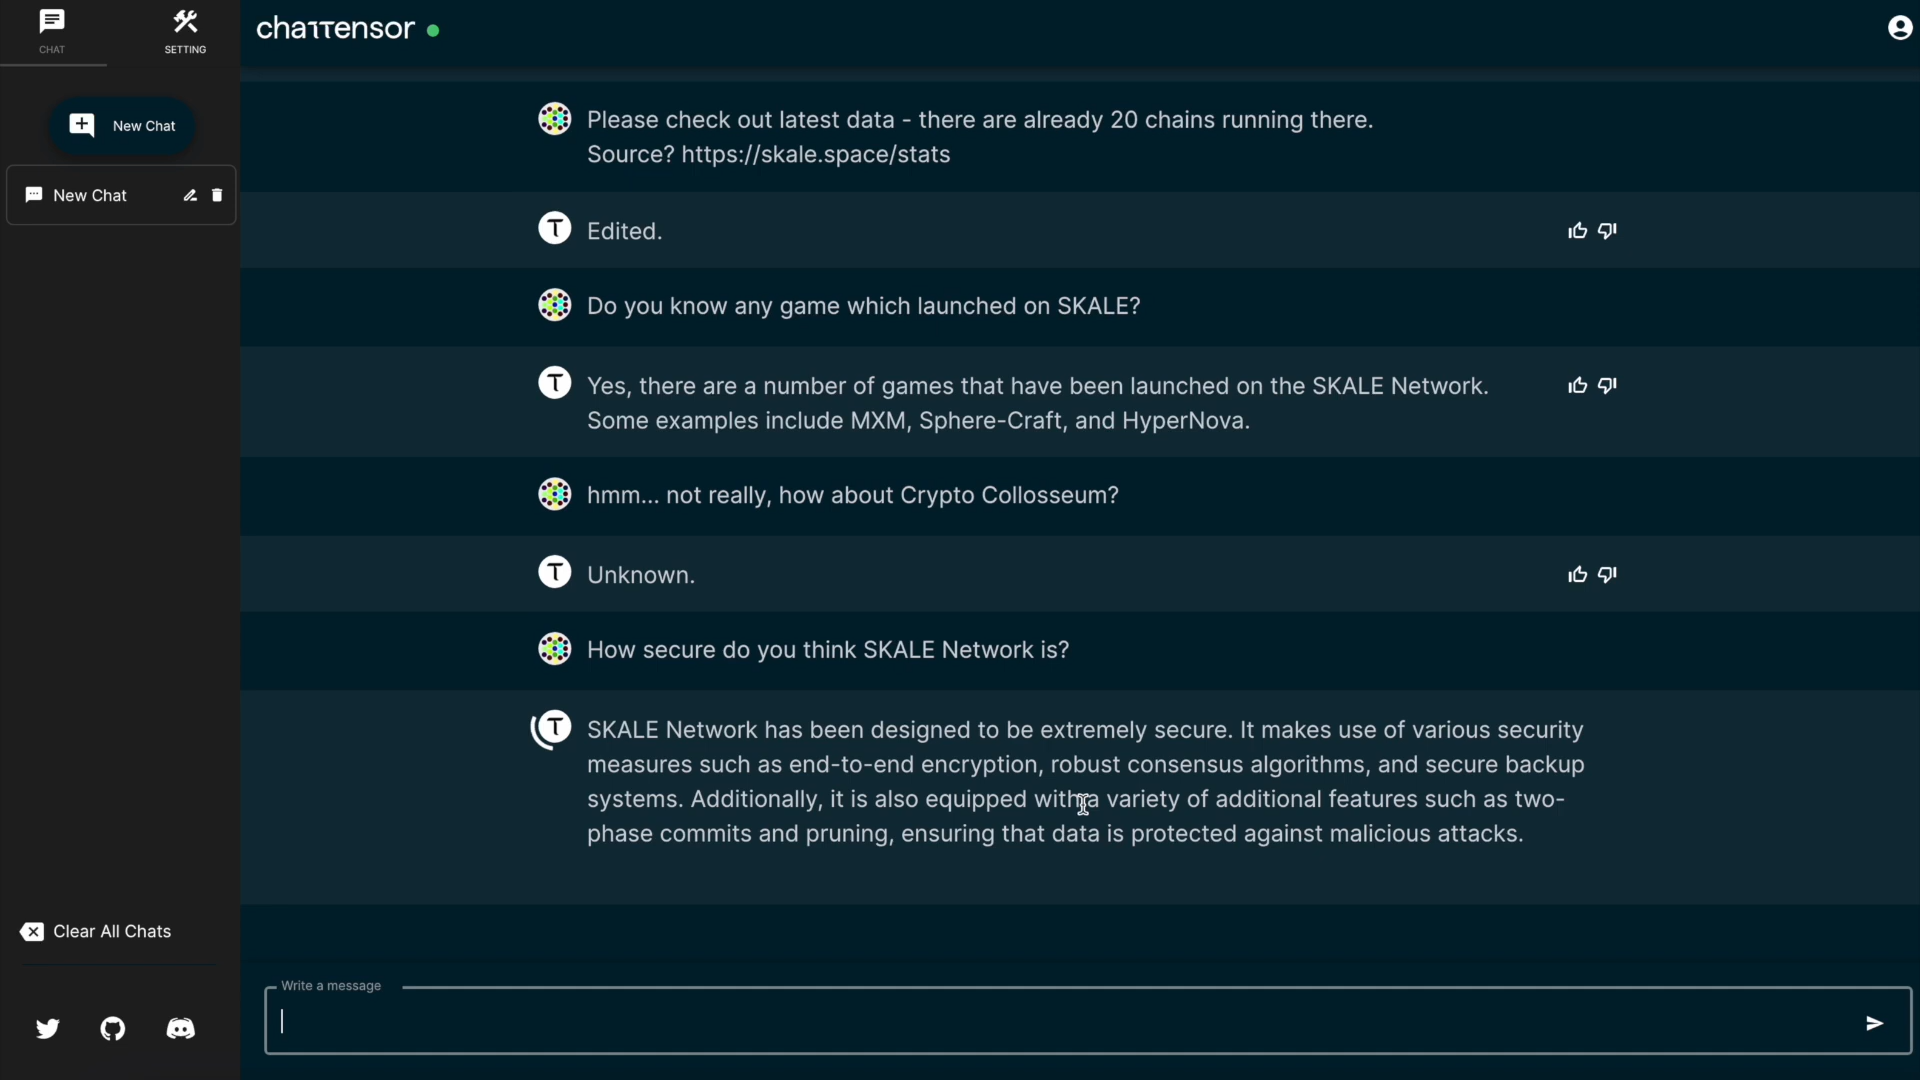 CHAT
SETTING
chaττensor
New Chat
New Chat
Please check out latest data - there are already 20 chains running there.
Source? https://skale.space/stats
Edited.
Do you know any game which launched on SKALE?
Yes, there are a number of games that have been launched on the SKALE Network.
Some examples include MXM, Sphere-Craft, and HyperNova.
hmm... not really, how about Crypto Collosseum?
Unknown.
How secure do you think SKALE Network is?
SKALE Network has been designed to be extremely secure. It makes use of various security
measures such as end-to-end encryption, robust consensus algorithms, and secure backup
systems. Additionally, it is also equipped with a variety of additional features such as two-
phase commits and pruning, ensuring that data is protected against malicious attacks.
Clear All Chats
Write a message